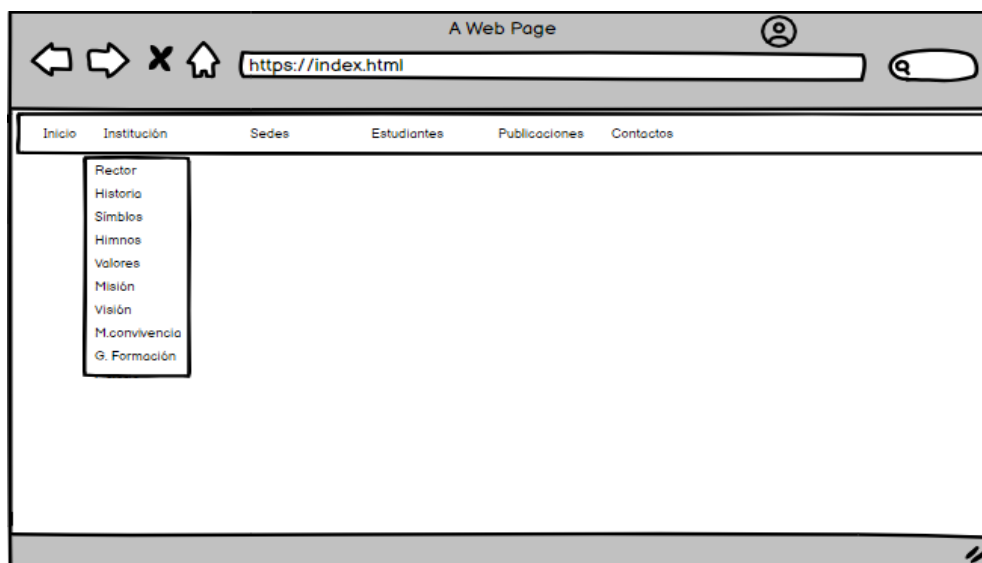 A Web Page
https://index.html
Inicio Institución Sedes Estudiantes Publicaciones Contactos
Rector
Historia
Símblos
Himnos
Valores
Misión
Visión
M.convivencia
G. Formación